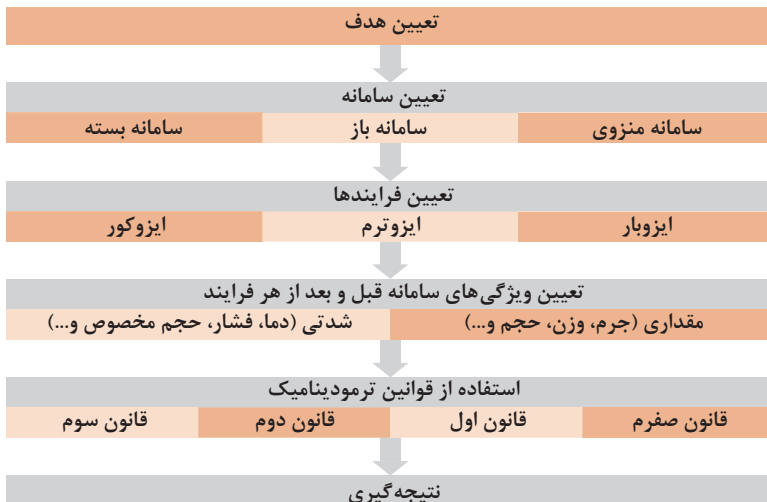 تعیین هدف
تعیین سامانه
سامانه منزوی
سامانه باز
سامانه بسته
تعیین فرایندها
ایزوبار
ایزوترم
ایزوکور
تعیین ویژگی‌های سامانه قبل و بعد از هر فرایند
مقداری (جرم، وزن، حجم و...)
شدتی (دما، فشار، حجم مخصوص و...)
استفاده از قوانین ترمودینامیک
قانون صفرم
قانون اول
قانون دوم
قانون سوم
نتیجه‌گیری